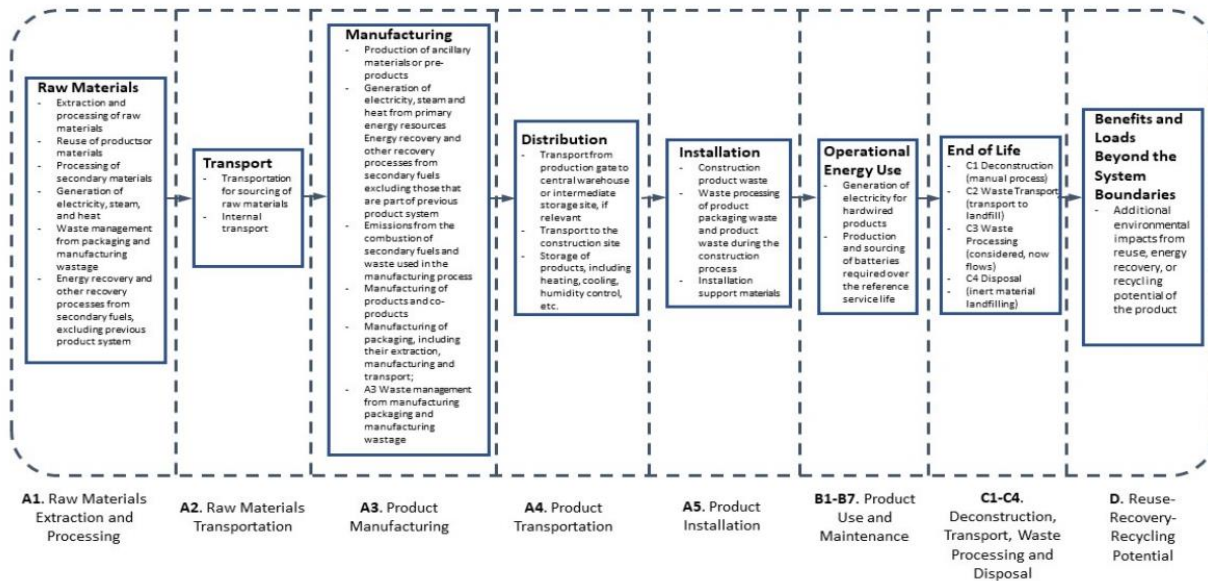 Raw Materials
- Extraction and
processing of raw
materials
- Reuse of productsor
materials
- Processing of
secondary materials
- Generation of
electricity, steam,
and heat
- Waste management
from packaging and
manufacturing
wastage
- Energy recovery and
other recovery
processes from
secondary fuels,
excluding previous
product system
Transport
- Transportation
for sourcing of
raw materials
- Internal
transport
Manufacturing
- Production of ancillary
materials or pre-
products
- Generation of
electricity, steam and
heat from primary
energy resources
Energy recovery and
other recovery
processes from
secondary fuels
excluding those that
are part of previous
product system
- Emissions from the
combustion of
secondary fuels and
waste used in the
manufacturing process
- Manufacturing of
products and co-
products
- Manufacturing of
packaging, including
their extraction,
manufacturing and
transport;
- A3 Waste management
from manufacturing
packaging and
manufacturing
wastage
Distribution
- Transport from
production gate to
central warehouse
or intermediate
storage site, if
relevant
- Transport to the
construction site
- Storage of
products, including
heating, cooling,
humidity control,
etc.
Installation
- Construction
product waste
- Waste processing
of product
packaging waste
and product
waste during the
construction
process
- Installation
support materials
Operational
Energy Use
- Generation of
electricity for
hardwired
products
- Production
and sourcing
of batteries
required over
the reference
service life
End of Life
- C1 Deconstruction
(manual process)
- C2 Waste Transport
(transport to
landfill)
- C3 Waste
Processing
(considered, now
flows)
- C4 Disposal
- (inert material
landfilling)
Benefits and
Loads
Beyond the
System
Boundaries
- Additional
environmental
impacts from
reuse, energy
recovery, or
recycling
potential of
the product
A1. Raw Materials
Extraction and
Processing
A2. Raw Materials
Transportation
A3. Product
Manufacturing
A4. Product
Transportation
A5. Product
Installation
B1-B7. Product
Use and
Maintenance
C1-C4.
Deconstruction,
Transport, Waste
Processing and
Disposal
D. Reuse-
Recovery-
Recycling
Potential